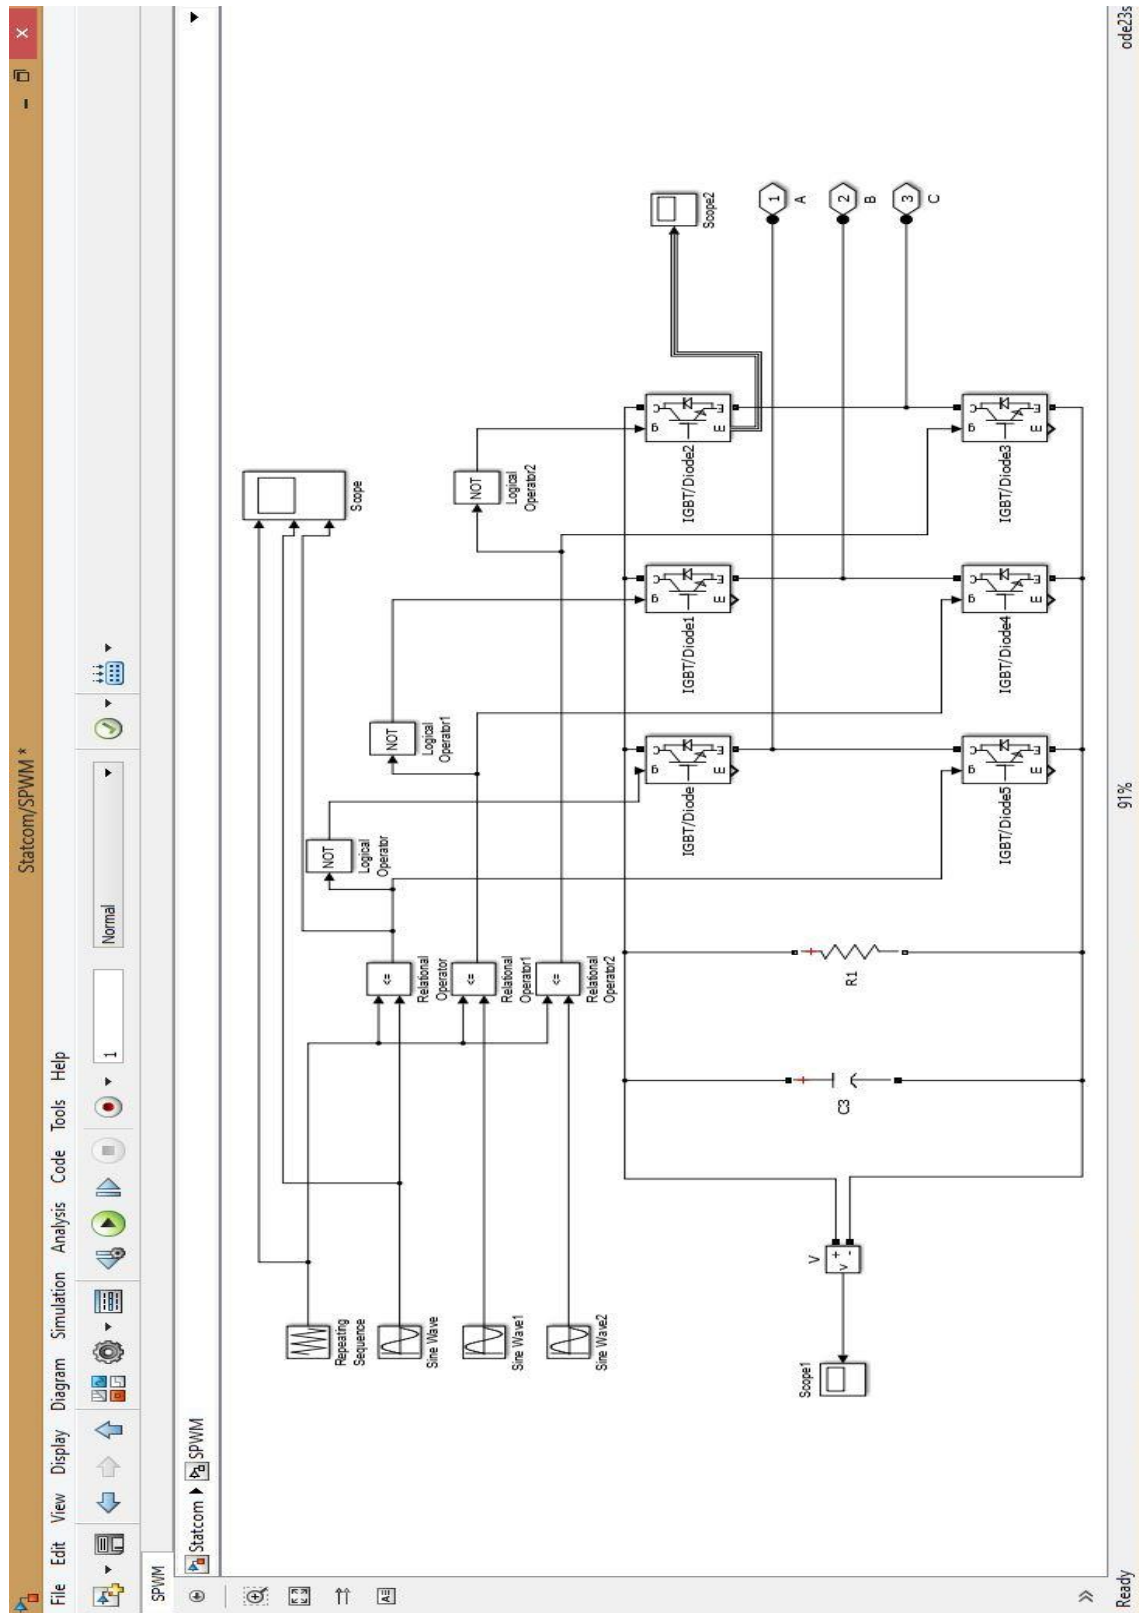 Statcom/SPWM *
File Edit View Display Diagram Simulation Analysis Code Tools Help
1
Normal
SPWM
Statcom SPWM
Scope
NOT
Logical
Operator2
Scope2
NOT
Logical
Operator1
NOT
Logical
Operator
Repeating
Sequence
<=
Relational
Operator
Sine Wave
<=
Relational
Operator1
Sine Wave1
<=
Relational
Operator2
Sine Wave2
g C
m E
IGBT/Diode
g C
m E
IGBT/Diode1
g C
m E
IGBT/Diode2
1
A
2
B
3
C
Scope1
V
+
v
-
C3
+
R1
+
g C
m E
IGBT/Diode5
g C
m E
IGBT/Diode4
g C
m E
IGBT/Diode3
Ready
91%
ode23s